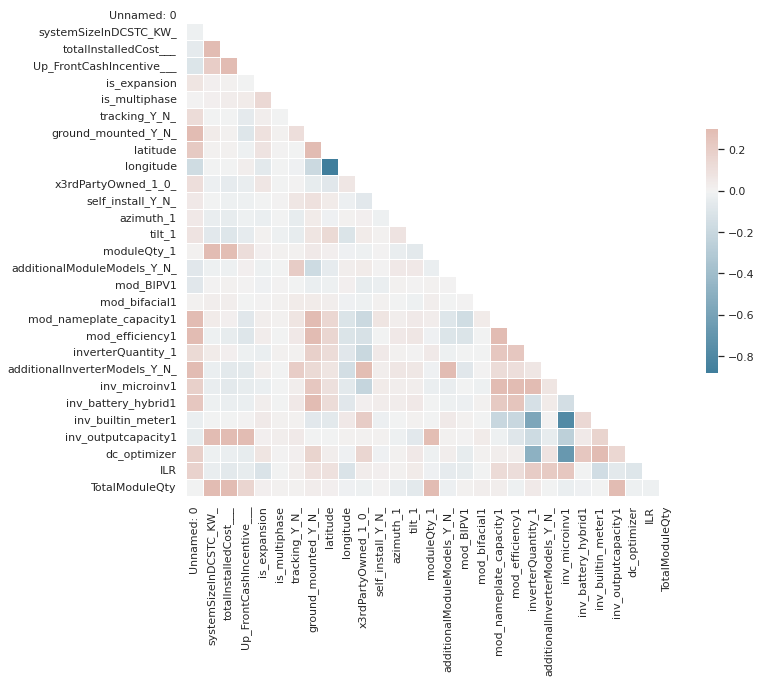 Unnamed: 0
systemSizeInDCSTC_KW_
totalInstalledCost___
Up_FrontCashIncentive___
is_expansion
is_multiphase
tracking_Y_N_
ground_mounted_Y_N_
latitude
longitude
x3rdPartyOwned_1_0_
self_install_Y_N_
azimuth_1
tilt_1
moduleQty_1
additionalModuleModels_Y_N_
mod_BIPV1
mod_bifacial1
mod_nameplate_capacity1
mod_efficiency1
inverterQuantity_1
additionalInverterModels_Y_N_
inv_microinv1
inv_battery_hybrid1
inv_builtin_meter1
inv_outputcapacity1
dc_optimizer
ILR
TotalModuleQty
0.2
0.0
−0.2
−0.4
−0.6
−0.8
Unnamed: 0
systemSizeInDCSTC_KW_
totalInstalledCost___
Up_FrontCashIncentive___
is_expansion
is_multiphase
tracking_Y_N_
ground_mounted_Y_N_
latitude
longitude
x3rdPartyOwned_1_0_
self_install_Y_N_
azimuth_1
tilt_1
moduleQty_1
additionalModuleModels_Y_N_
mod_BIPV1
mod_bifacial1
mod_nameplate_capacity1
mod_efficiency1
inverterQuantity_1
additionalInverterModels_Y_N_
inv_microinv1
inv_battery_hybrid1
inv_builtin_meter1
inv_outputcapacity1
dc_optimizer
ILR
TotalModuleQty